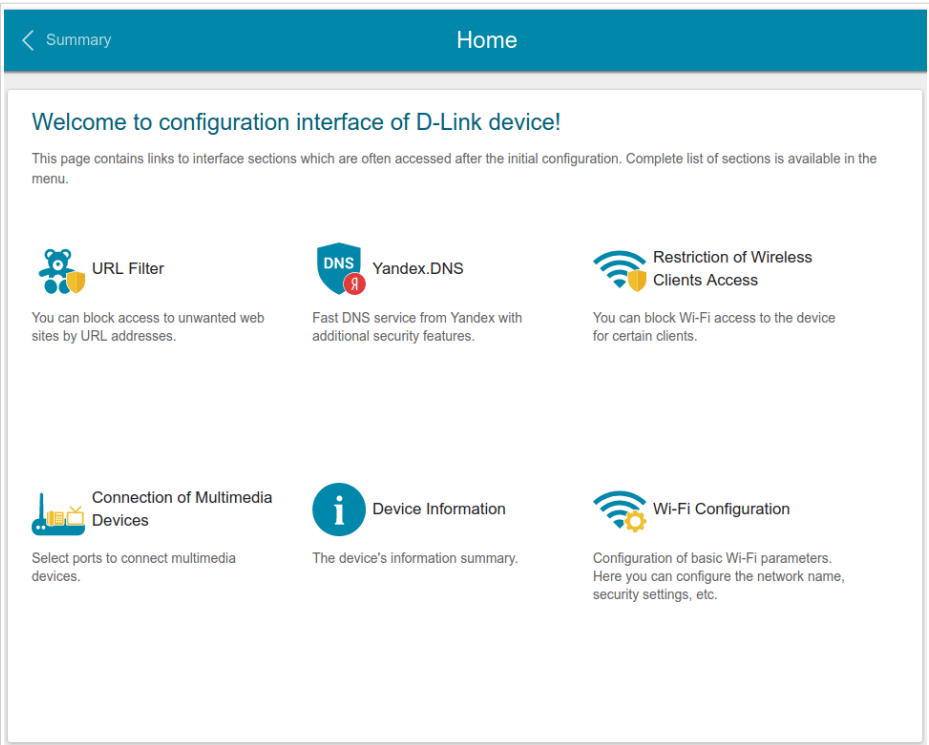 Summary
Home
Welcome to configuration interface of D-Link device!
This page contains links to interface sections which are often accessed after the initial configuration. Complete list of sections is available in the
menu.
URL Filter
You can block access to unwanted web
sites by URL addresses.
DNS
Я
Yandex.DNS
Fast DNS service from Yandex with
additional security features.
Restriction of Wireless
Clients Access
You can block Wi-Fi access to the device
for certain clients.
Connection of Multimedia
Devices
Select ports to connect multimedia
devices.
i
Device Information
The device's information summary.
Wi-Fi Configuration
Configuration of basic Wi-Fi parameters.
Here you can configure the network name,
security settings, etc.